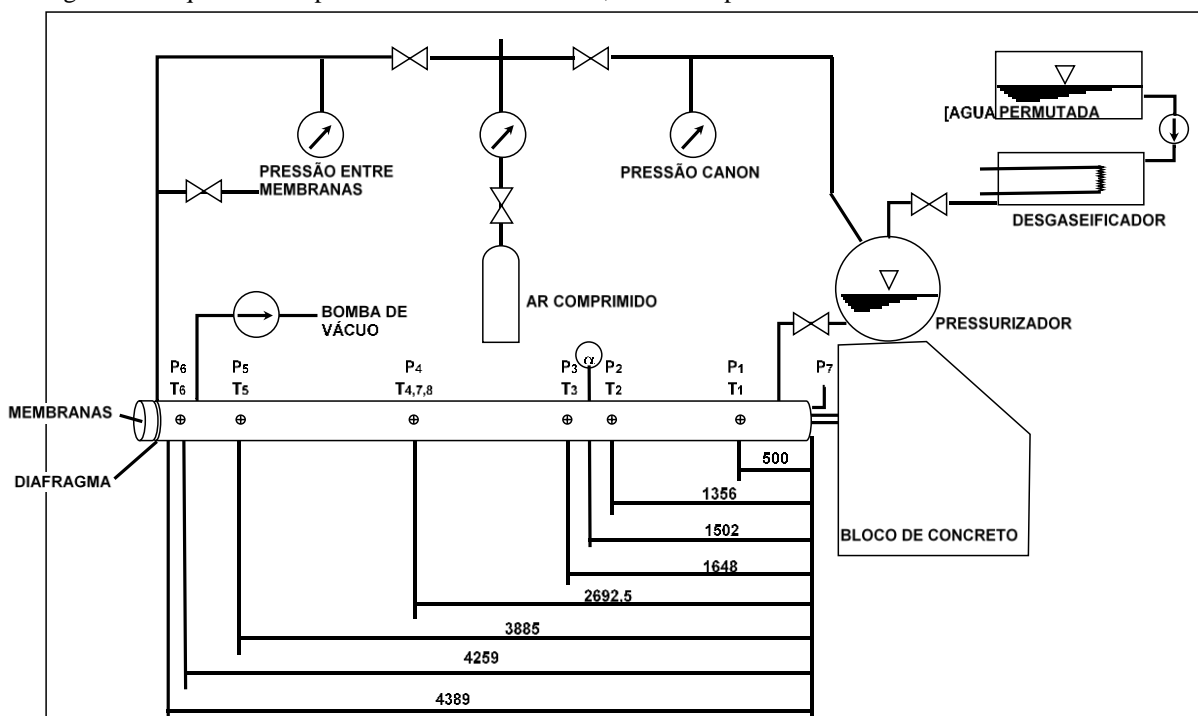 [AGUA PERMUTADA
PRESSÃO ENTRE
MEMBRANAS
PRESSÃO CANON
DESGASEIFICADOR
AR COMPRIMIDO
BOMBA DE
VÁCUO
PRESSURIZADOR
P6
T6
P5
T5
P4
T4,7,8
P3
T3
α
P2
T2
P1
T1
P7
MEMBRANAS
DIAFRAGMA
500
1356
1502
BLOCO DE CONCRETO
1648
2692,5
3885
4259
4389